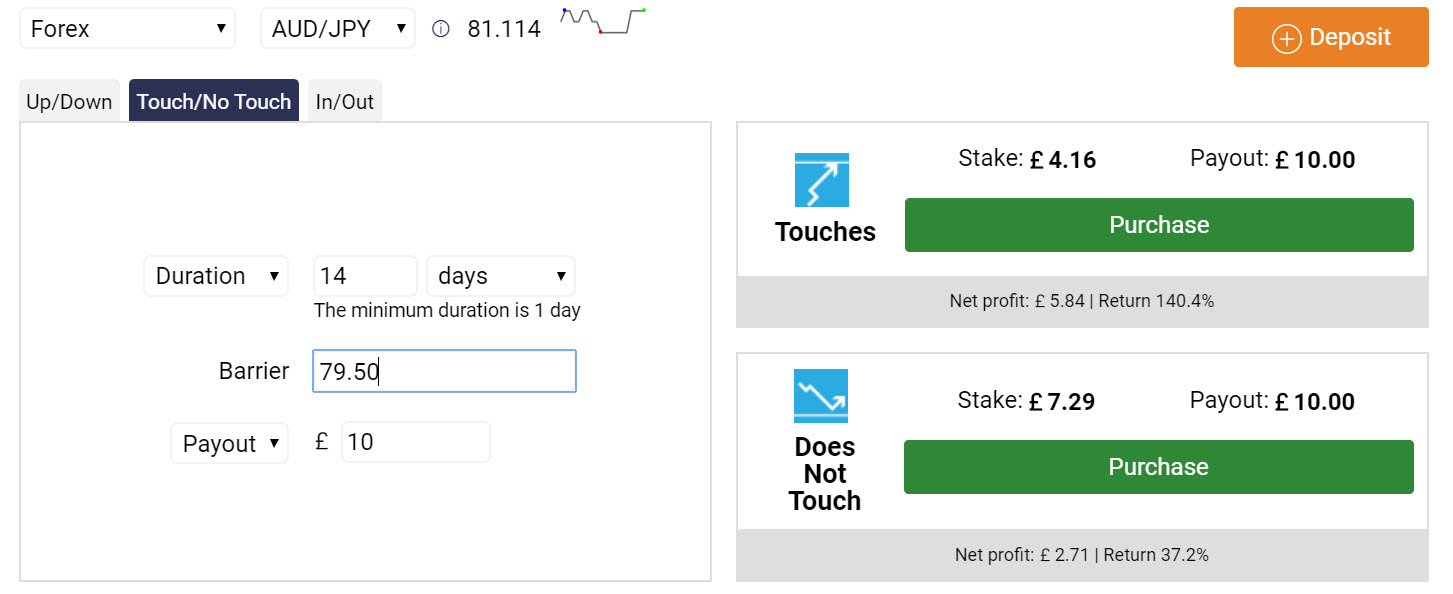 Forex AUD/JPY 81.114
Deposit
Up/Down Touch/No Touch In/Out
Duration 14 days
The minimum duration is 1 day
Barrier 79.50
Payout £ 10
Stake: £ 4.16 Payout: £ 10.00
Touches
Purchase
Net profit: £ 5.84 | Return 140.4%
Stake: £ 7.29 Payout: £ 10.00
Does
Not
Touch
Purchase
Net profit: £ 2.71 | Return 37.2%